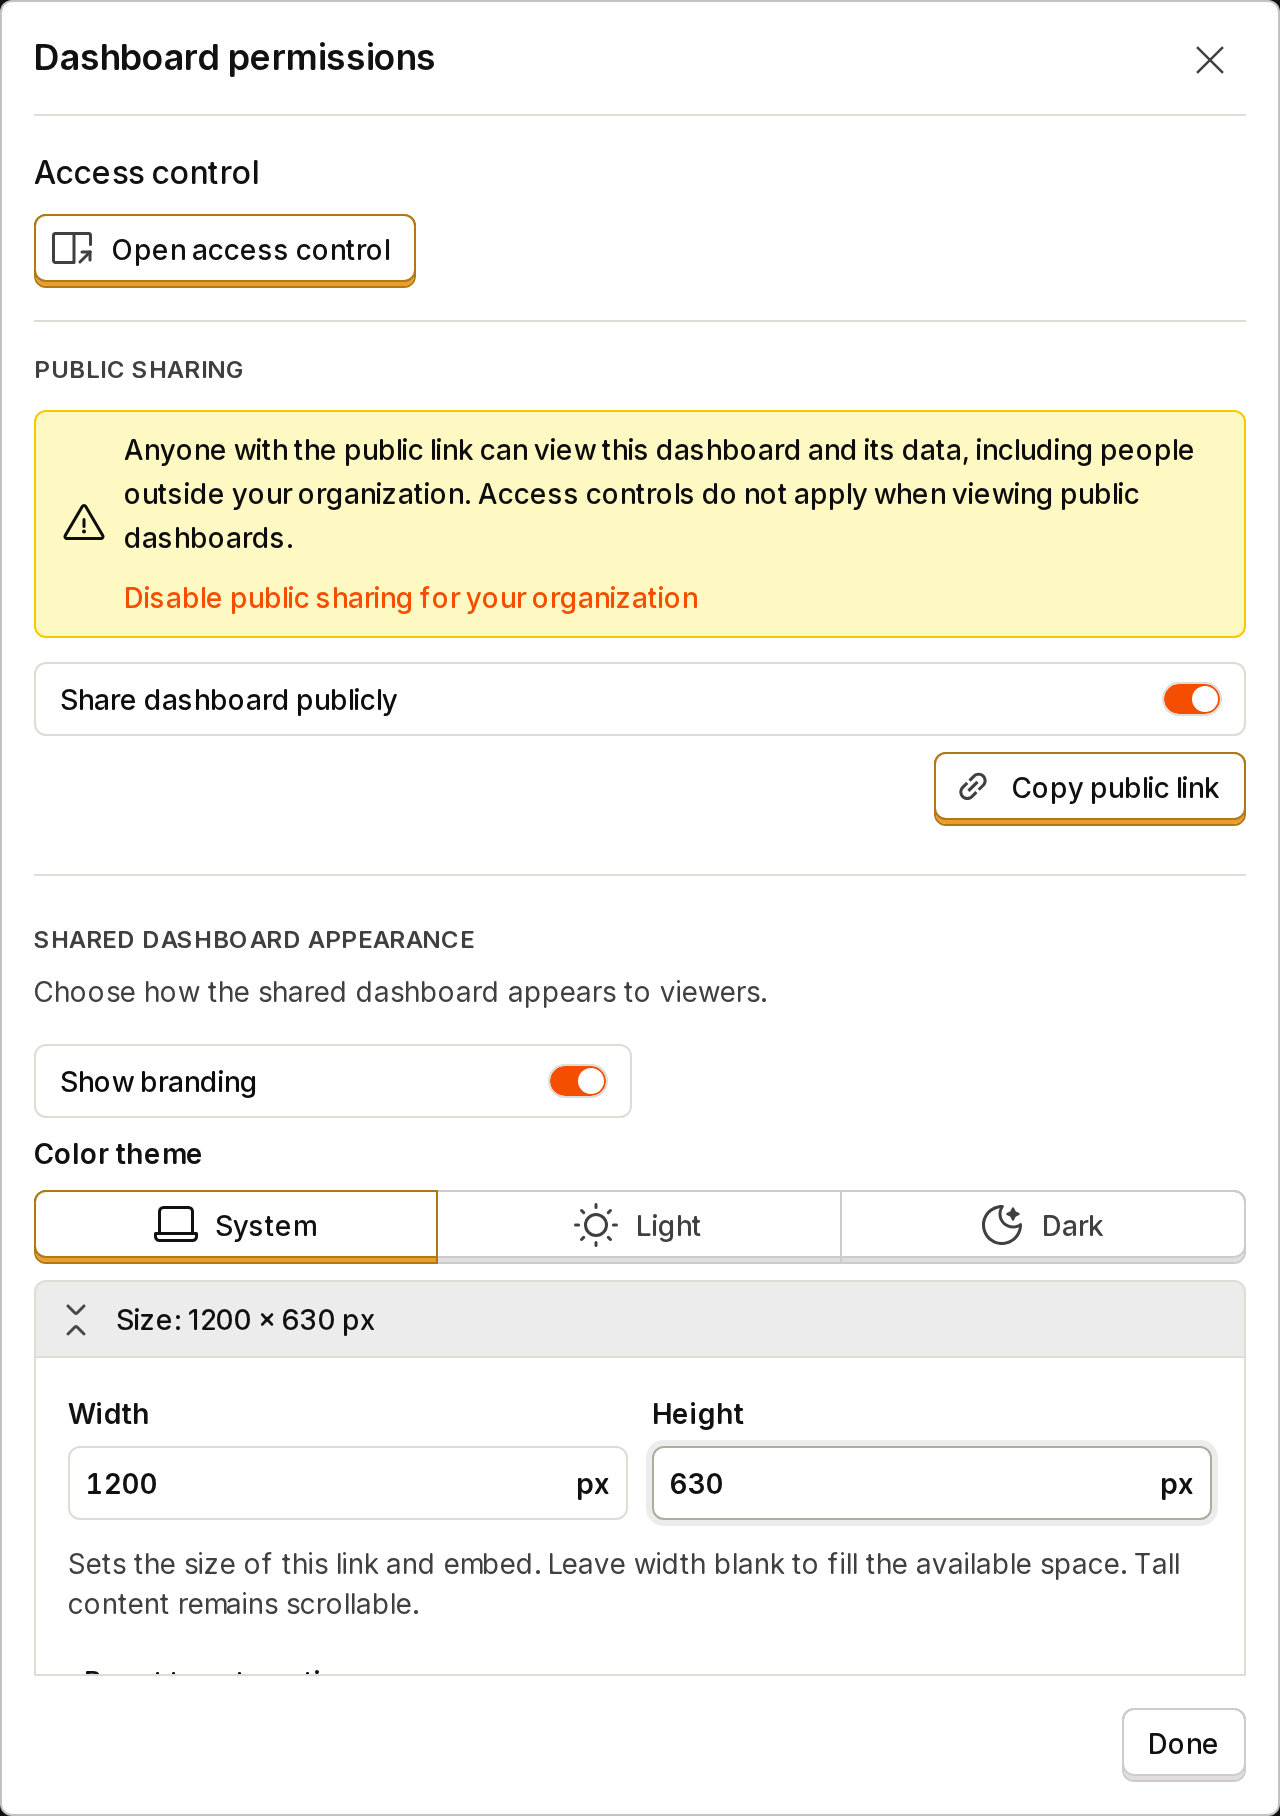 Dashboard permissions
Access control
Open access control
PUBLIC SHARING
Anyone with the public link can view this dashboard and its data, including people
outside your organization. Access controls do not apply when viewing public
dashboards.
Disable public sharing for your organization
Share dashboard publicly
Copy public link
SHARED DASHBOARD APPEARANCE
Choose how the shared dashboard appears to viewers.
Show branding
Color theme
System
Light
Dark
Size: 1200 × 630 px
Width
Height
1200 px
630 px
Sets the size of this link and embed. Leave width blank to fill the available space. Tall
content remains scrollable.
Done